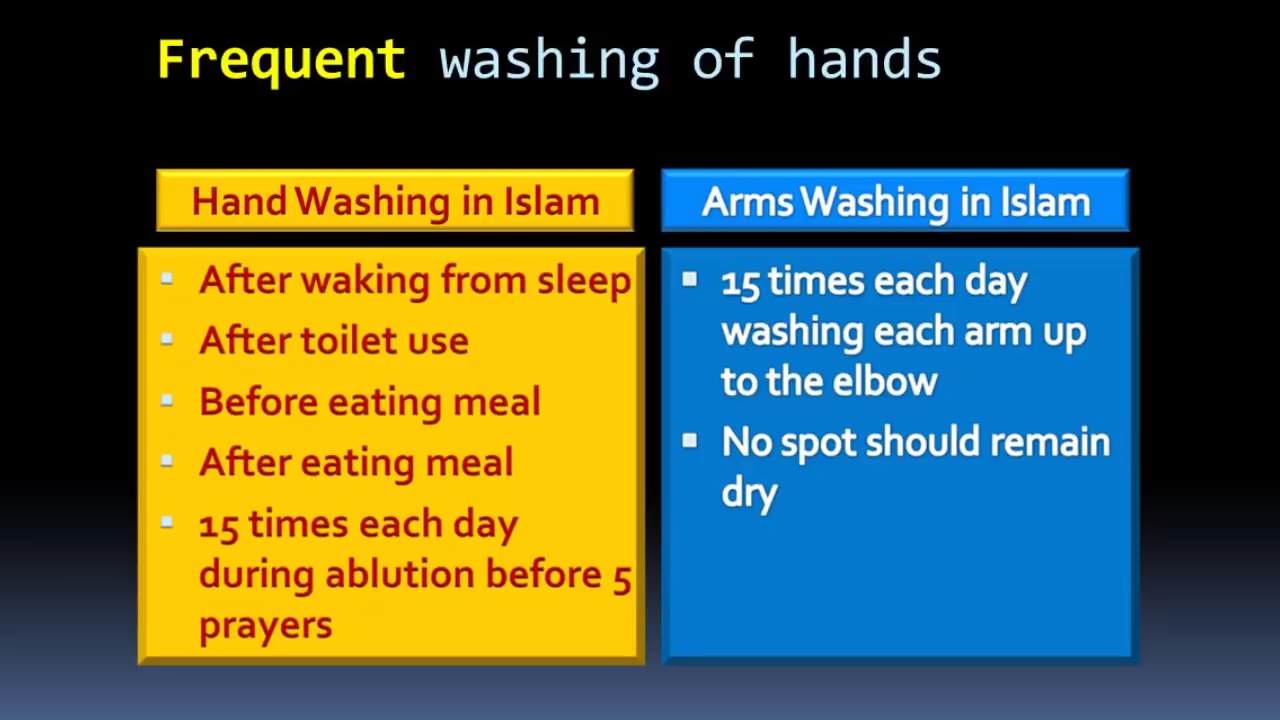 Frequent washing of hands
Hand Washing in Islam
After waking from sleep
After toilet use
Before eating meal
After eating meal
15 times each day
during ablution before 5
prayers
Arms Washing in Islam
15 times each day
washing each arm up
to the elbow
No spot should remain
dry